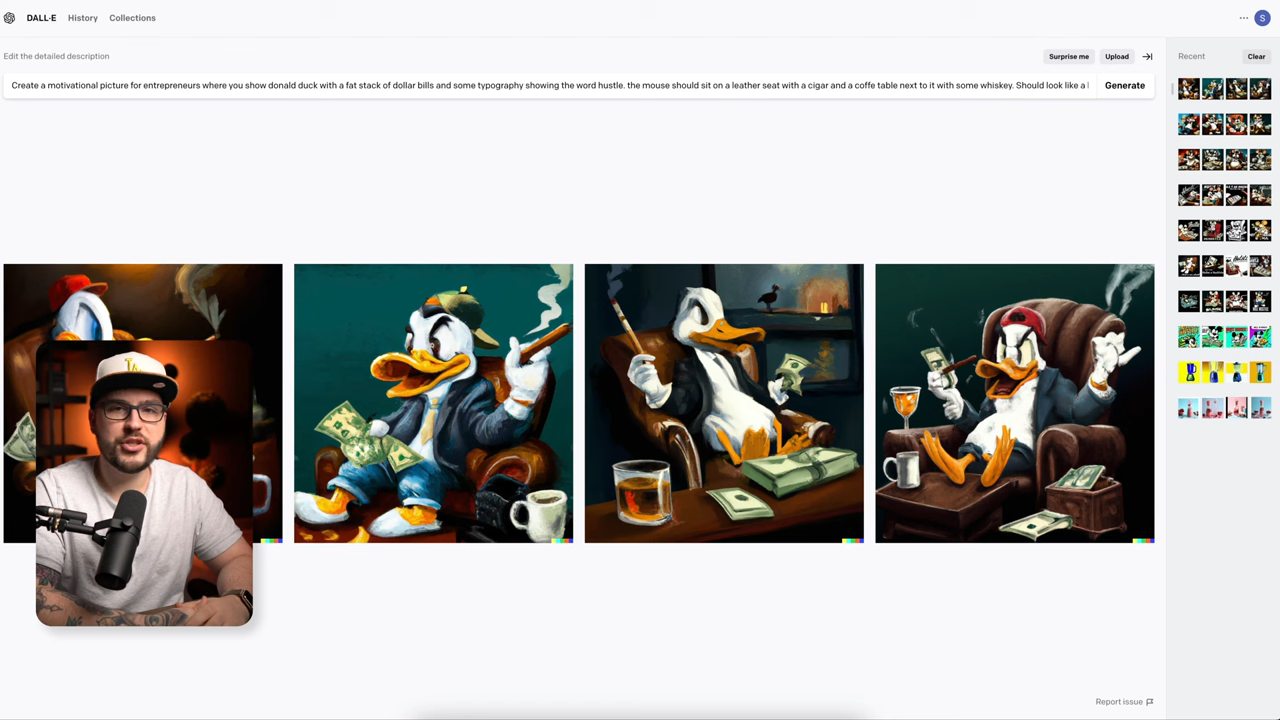 DALL·E History Collections
··· S
Edit the detailed description
Surprise me Upload
Recent Clear
Create a motivational picture for entrepreneurs where you show donald duck with a fat stack of dollar bills and some typography showing the word hustle. the mouse should sit on a leather seat with a cigar and a coffe table next to it with some whiskey. Should look like a
Generate
LA
Report issue